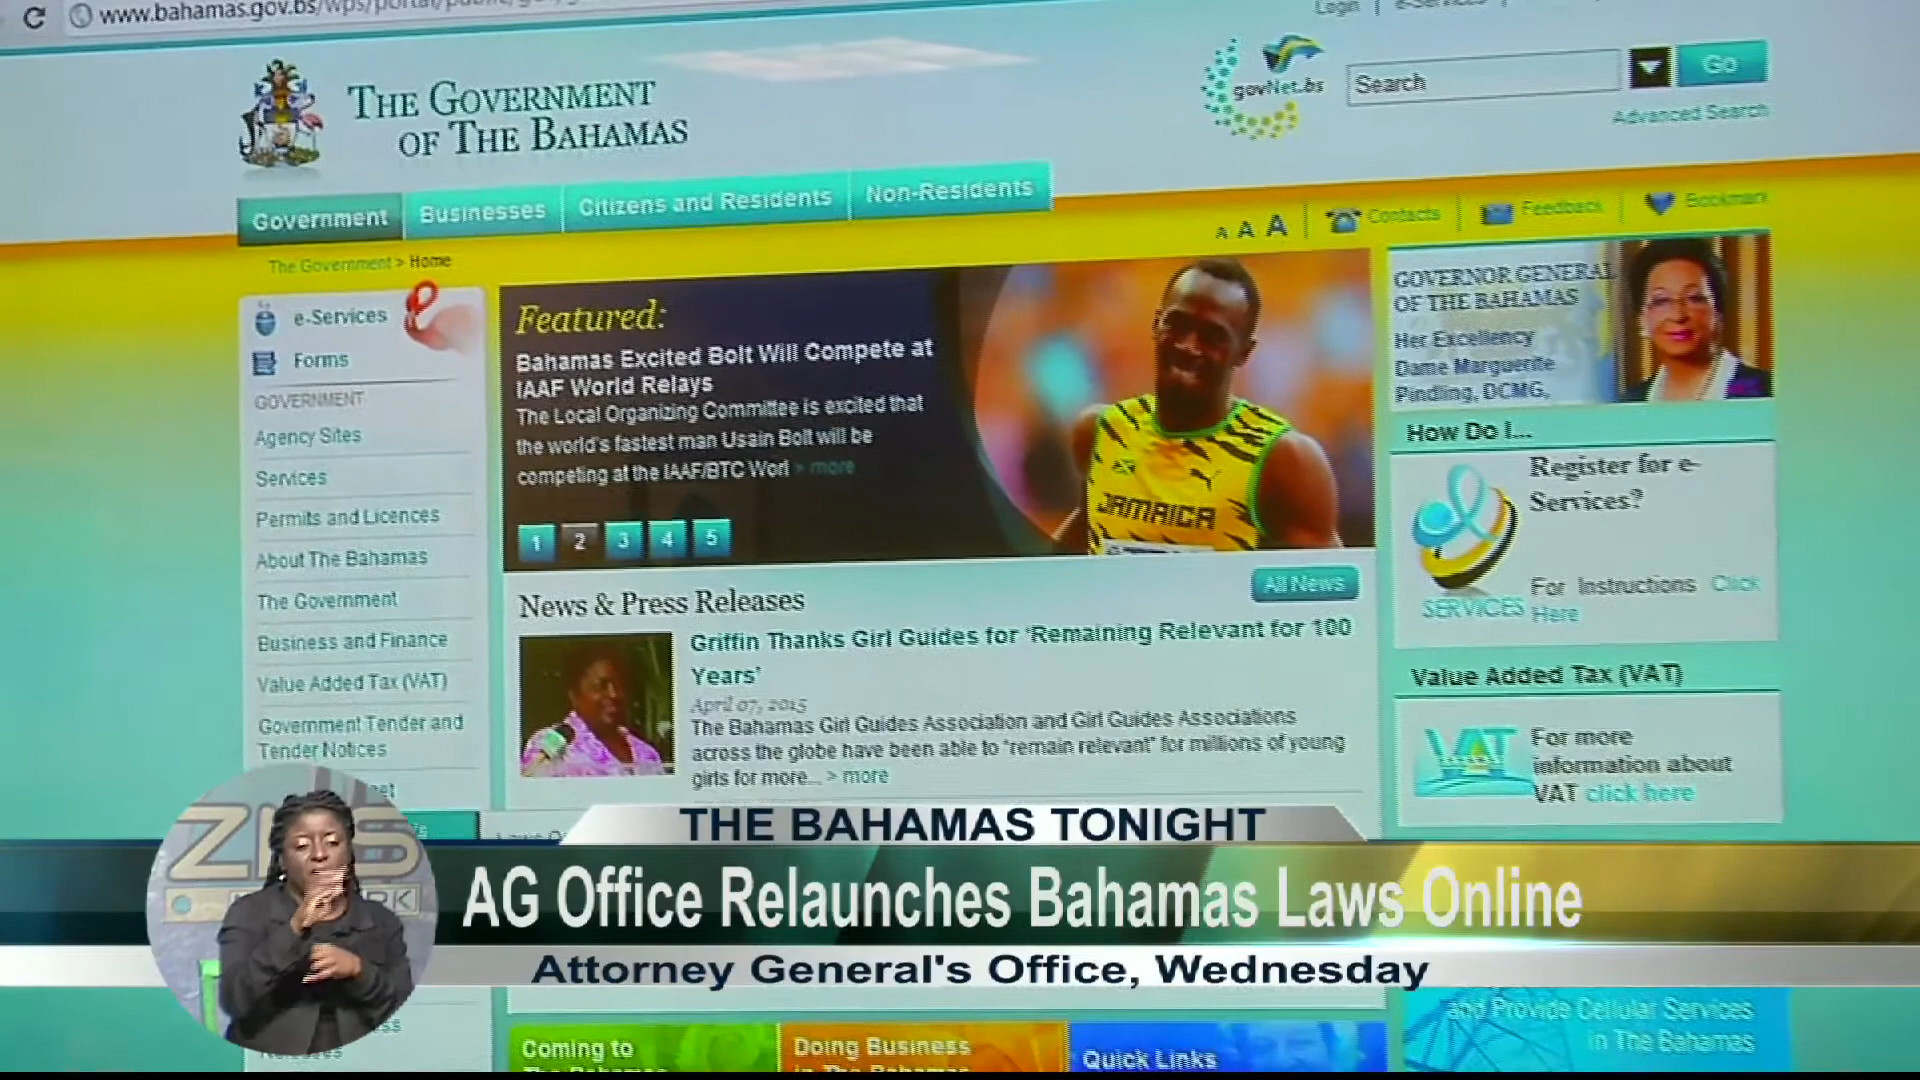 www.bahamas.gov.bs/wps/portal/public/
Login | e-Services |
THE GOVERNMENT
OF THE BAHAMAS
govNet.bs
Search
Go
Advanced Search
Government
Businesses
Citizens and Residents
Non-Residents
A A A
Contacts
Feedback
Bookmark
The Government > Home
e-Services
Forms
GOVERNMENT
Agency Sites
Services
Permits and Licences
About The Bahamas
The Government
Business and Finance
Value Added Tax (VAT)
Government Tender and
Tender Notices
Featured:
Bahamas Excited Bolt Will Compete at
IAAF World Relays
The Local Organizing Committee is excited that
the world's fastest man Usain Bolt will be
competing at the IAAF/BTC Worl > more
1 2 3 4 5
JAMAICA
News & Press Releases
All News
Griffin Thanks Girl Guides for 'Remaining Relevant for 100
Years'
April 07, 2015
The Bahamas Girl Guides Association and Girl Guides Associations
across the globe have been able to "remain relevant" for millions of young
girls for more... > more
GOVERNOR GENERAL
OF THE BAHAMAS
Her Excellency
Dame Marguerite
Pindling, DCMG,
How Do I...
Register for e-
Services?
SERVICES
For Instructions Click
Here
Value Added Tax (VAT)
VAT
For more
information about
VAT click here
THE BAHAMAS TONIGHT
AG Office Relaunches Bahamas Laws Online
Attorney General's Office, Wednesday
and Provide Cellular Services
in The Bahamas
Coming to
The Bahamas
Doing Business
in The Bahamas
Quick Links